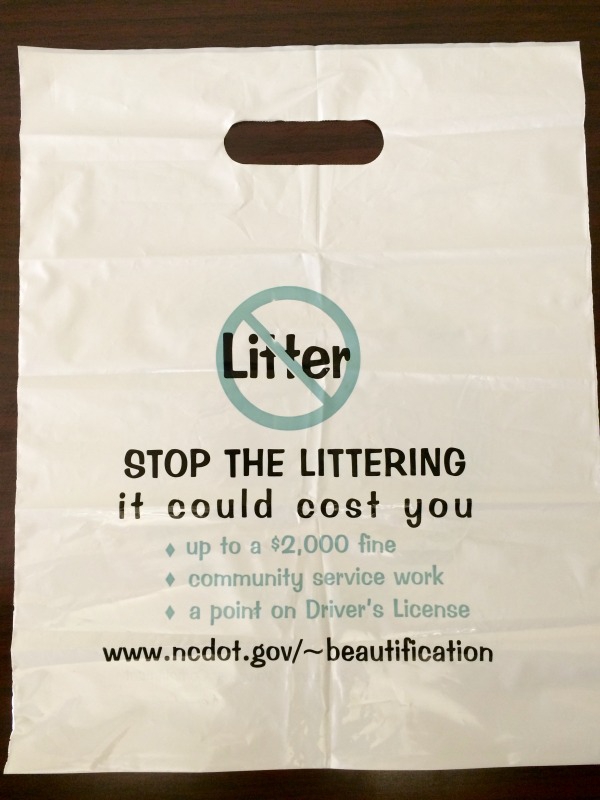 Litter
STOP THE LITTERING
it could cost you
♦ up to a $2,000 fine
♦ community service work
♦ a point on Driver's License
www.ncdot.gov/~beautification